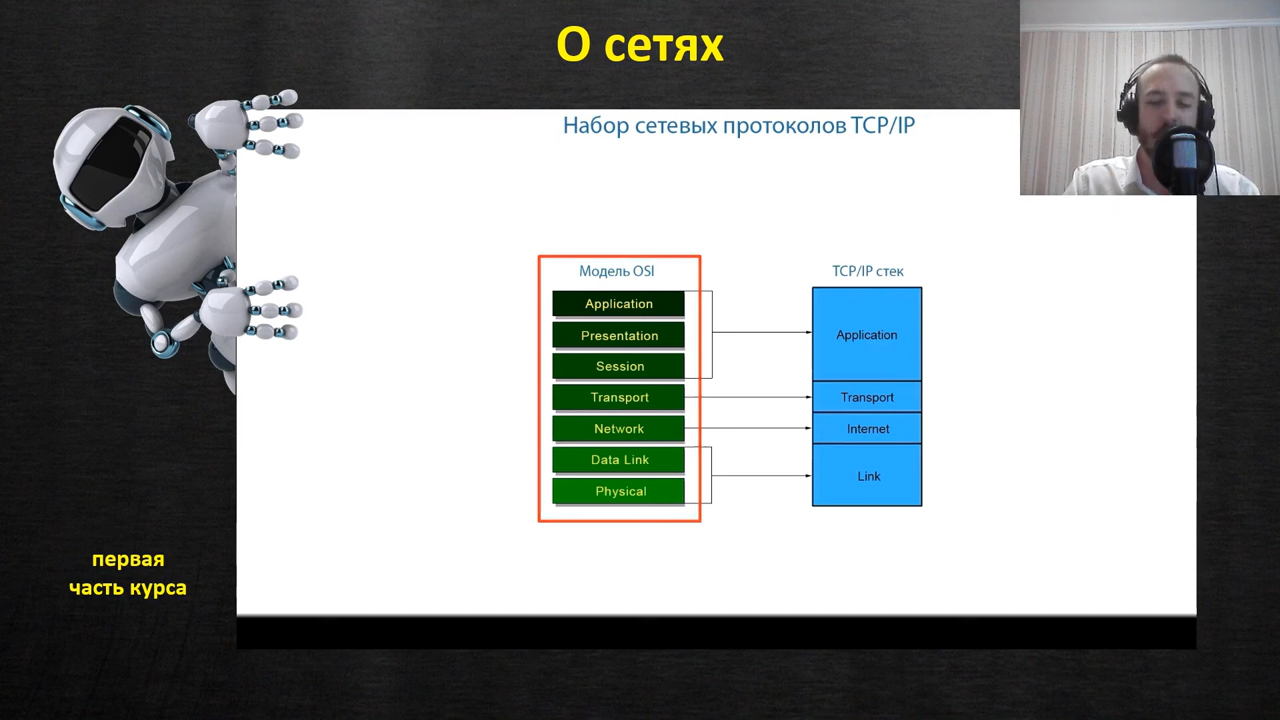 О сетях
Набор сетевых протоколов TCP/IP
Модель OSI
Application
Presentation
Session
Transport
Network
Data Link
Physical
TCP/IP стек
Application
Transport
Internet
Link
первая
часть курса